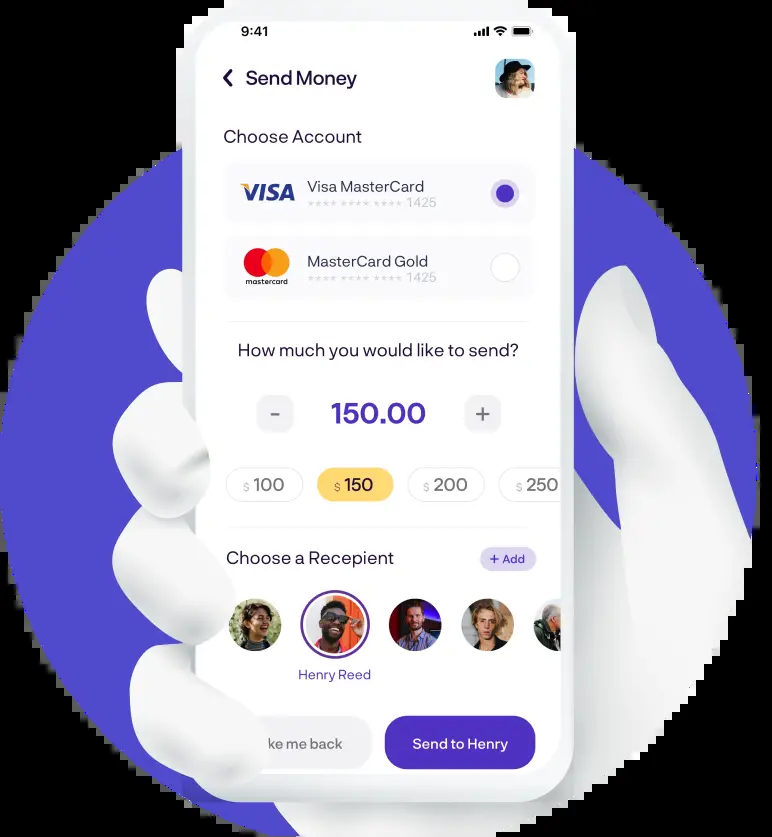 9:41
Send Money
Choose Account
VISA
Visa MasterCard
**** **** **** 1425
mastercard
MasterCard Gold
**** **** **** 1425
How much you would like to send?
- 150.00 +
$ 100 $ 150 $ 200 $ 250
Choose a Recepient
+ Add
Henry Reed
ke me back
Send to Henry